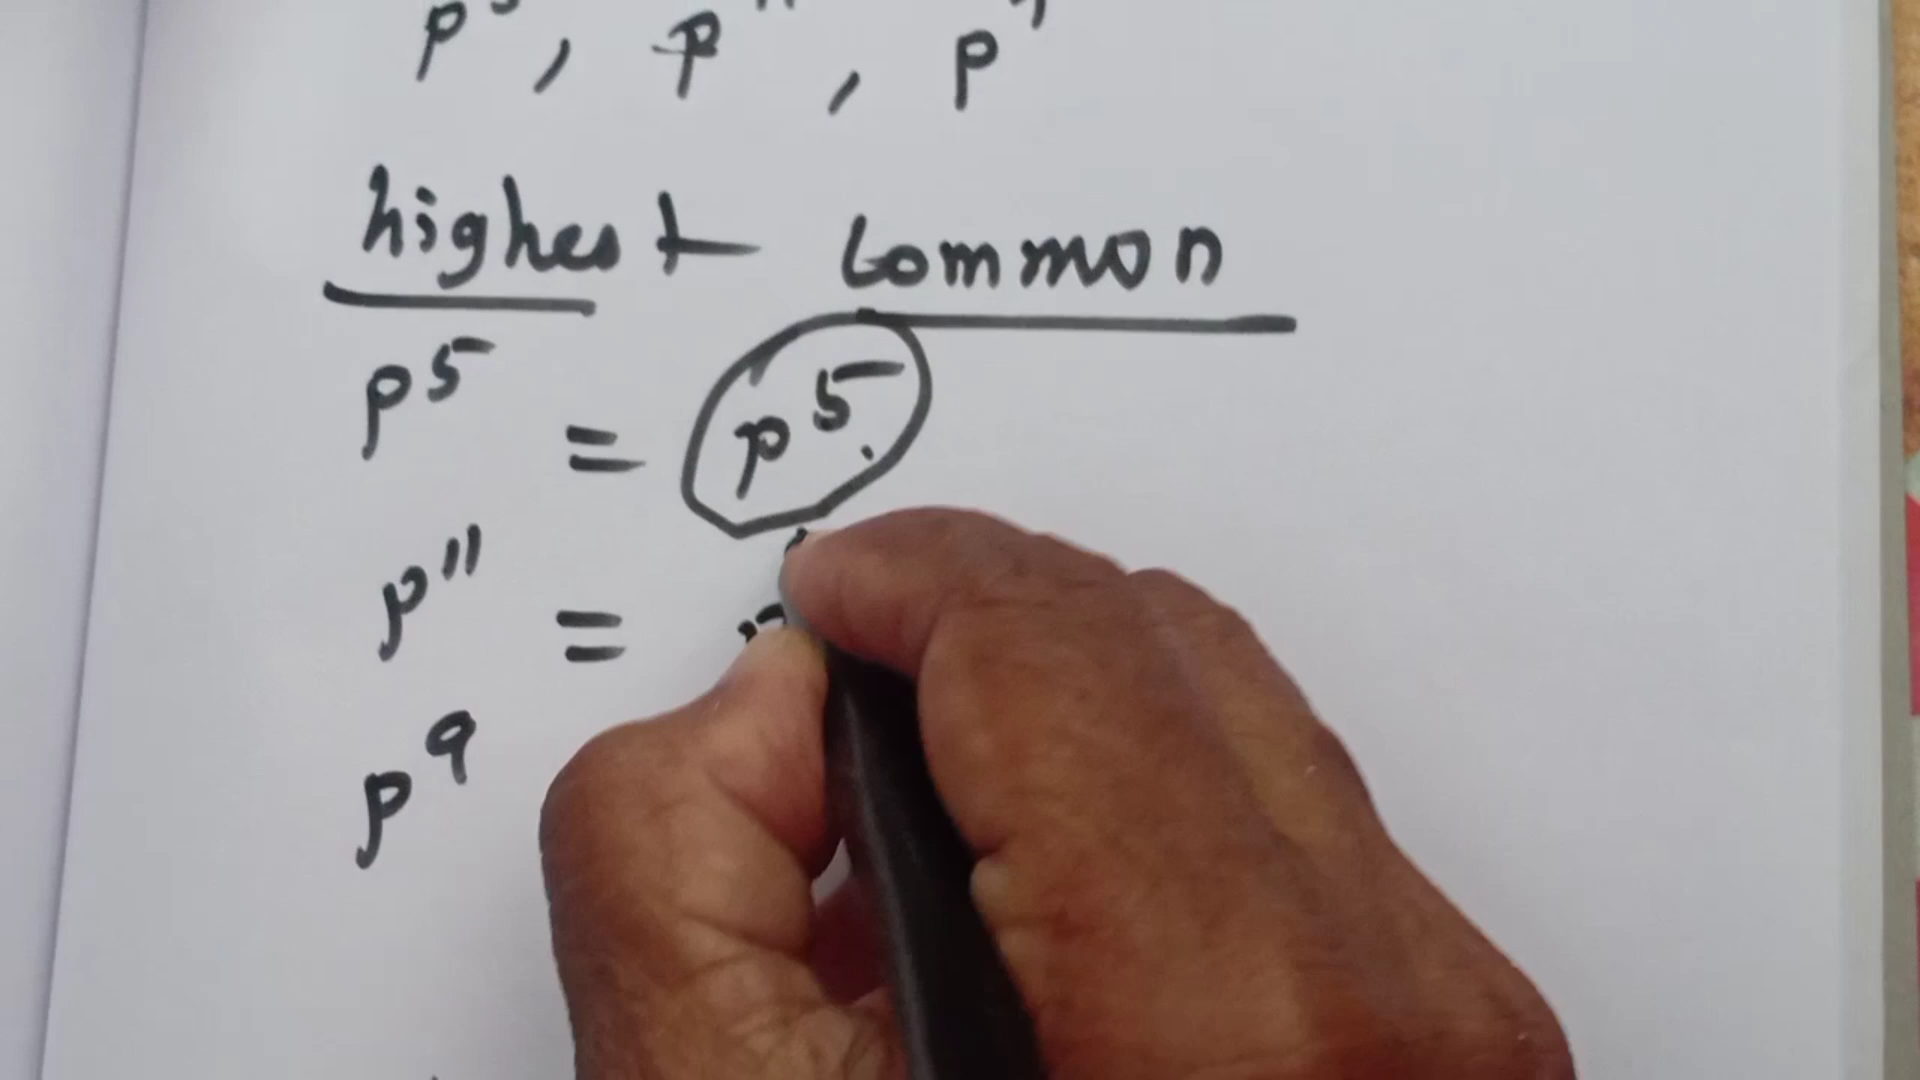 p⁵, p¹¹, p⁹
highest common
p⁵ = p⁵.
p¹¹ =
p⁹